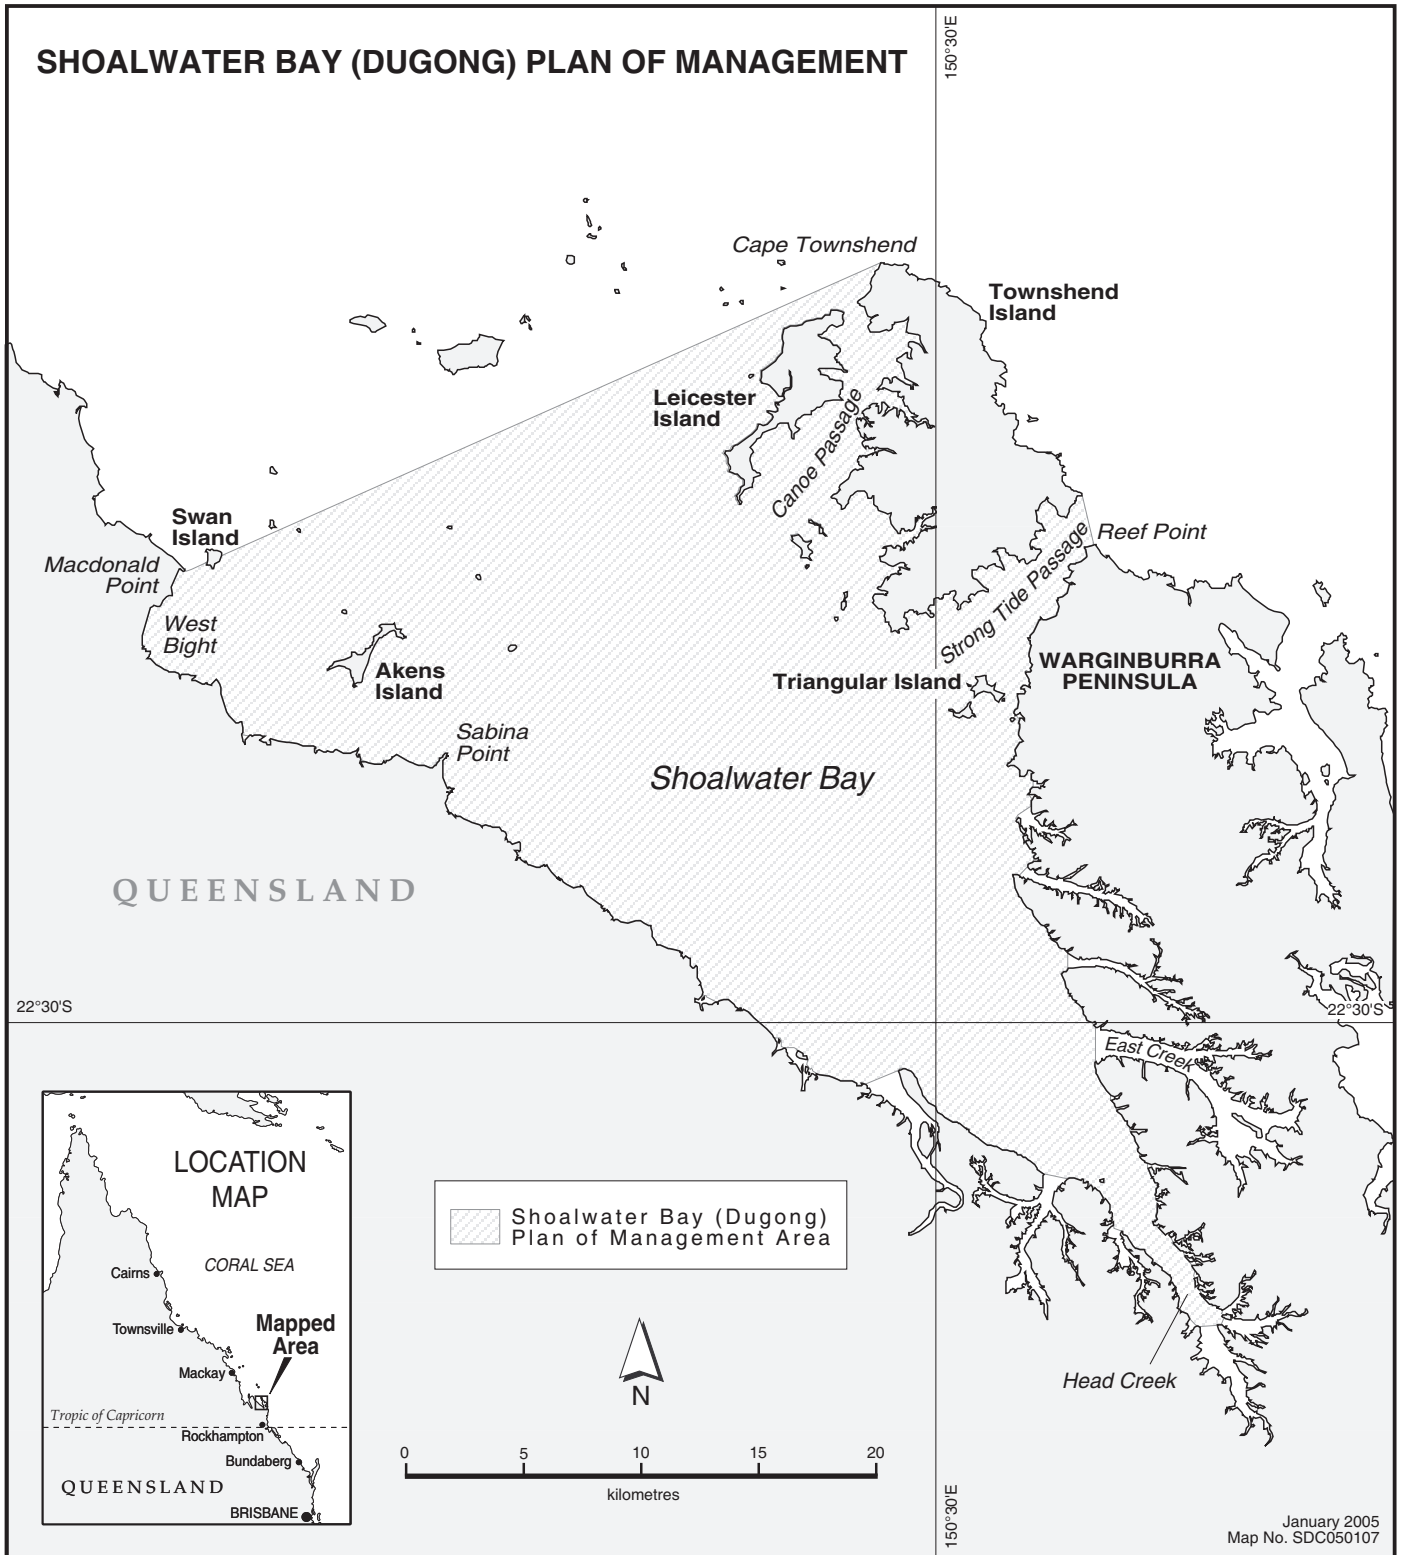 SHOALWATER BAY (DUGONG) PLAN OF MANAGEMENT
150°30'E
Cape Townshend
Townshend
Island
Leicester
Island
Canoe Passage
Swan
Island
Reef Point
Macdonald
Point
Strong Tide Passage
West
Bight
WARGINBURRA
PENINSULA
Akens
Island
Triangular Island
Sabina
Point
Shoalwater Bay
QUEENSLAND
22°30'S
22°30'S
East Creek
LOCATION
MAP
CORAL SEA
Cairns
Townsville
Mapped
Area
Mackay
Tropic of Capricorn
Rockhampton
Bundaberg
QUEENSLAND
BRISBANE
Shoalwater Bay (Dugong)
Plan of Management Area
N
Head Creek
0 5 10 15 20
kilometres
150°30'E
January 2005
Map No. SDC050107